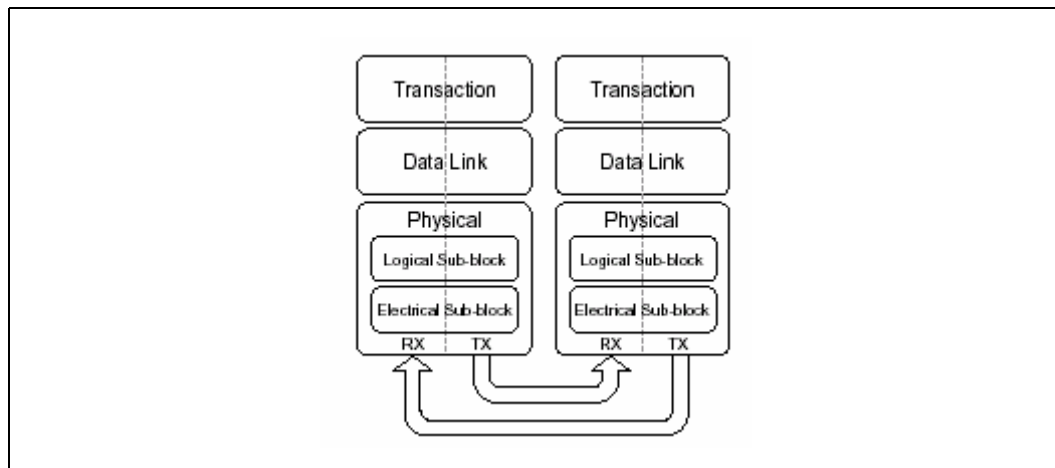 Transaction
Data Link
Physical
Logical Sub-block
Electrical Sub-block
RX TX
Transaction
Data Link
Physical
Logical Sub-block
Electrical Sub-block
RX TX